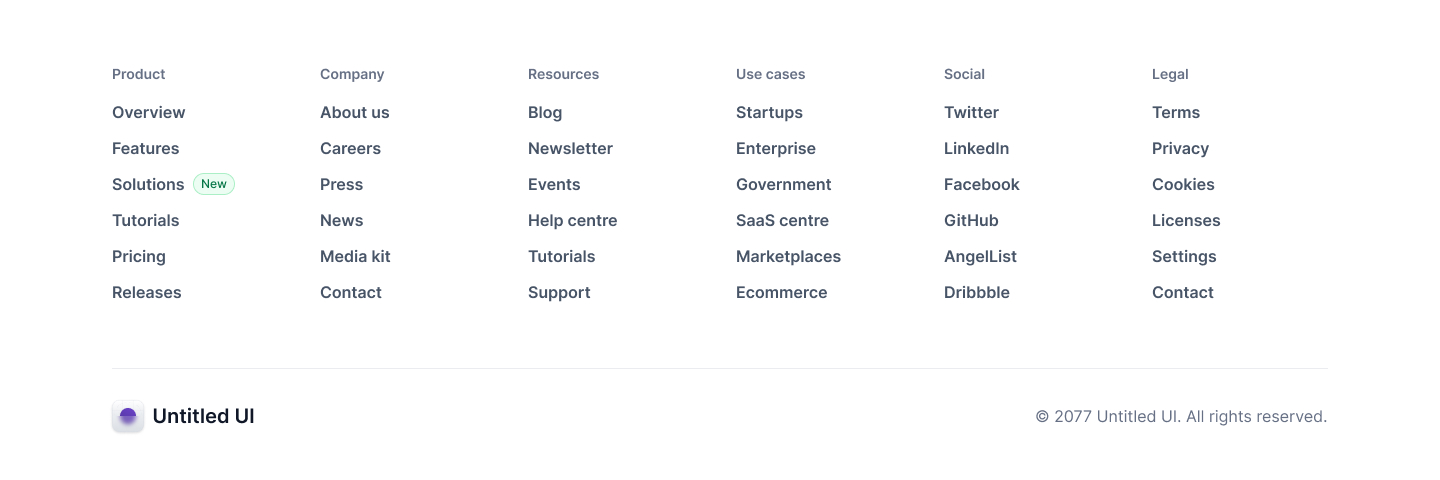 Product
Overview
Features
Solutions New
Tutorials
Pricing
Releases
Company
About us
Careers
Press
News
Media kit
Contact
Resources
Blog
Newsletter
Events
Help centre
Tutorials
Support
Use cases
Startups
Enterprise
Government
SaaS centre
Marketplaces
Ecommerce
Social
Twitter
LinkedIn
Facebook
GitHub
AngelList
Dribbble
Legal
Terms
Privacy
Cookies
Licenses
Settings
Contact
Untitled UI
© 2077 Untitled UI. All rights reserved.